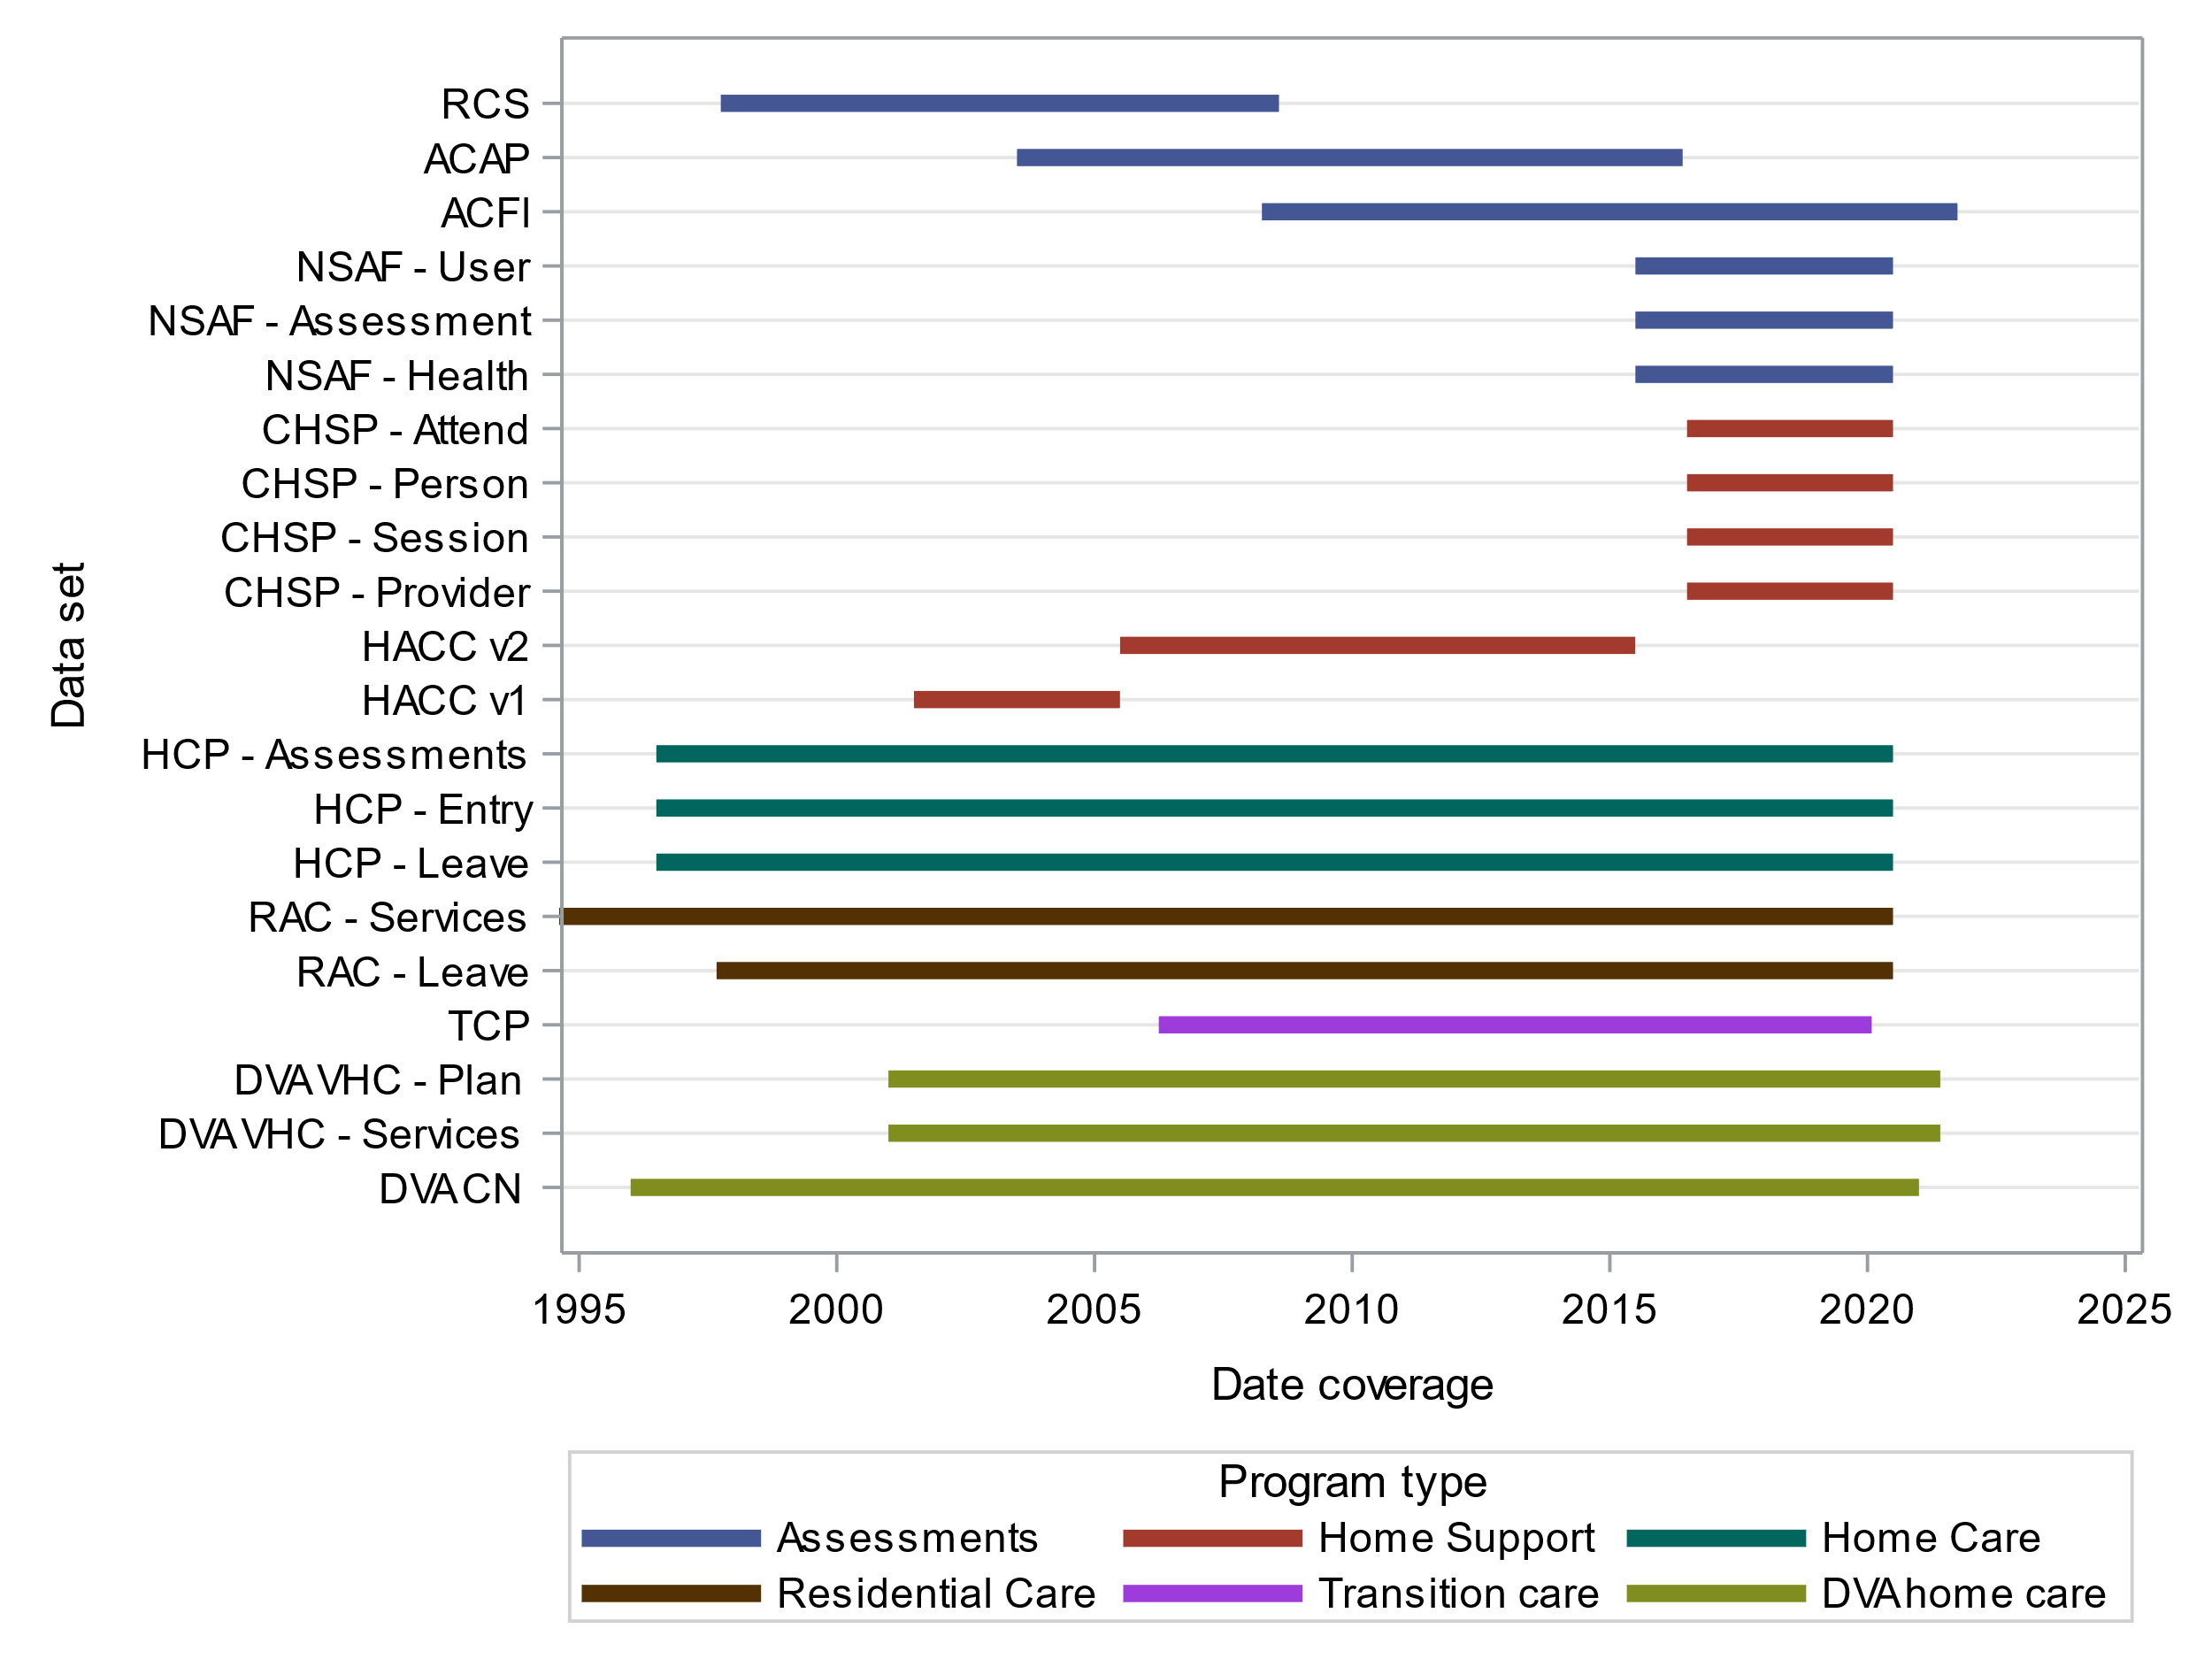 RCS
ACAP
ACFI
NSAF - User
NSAF - Assessment
NSAF - Health
CHSP - Attend
CHSP - Person
CHSP - Session
CHSP - Provider
HACC v2
HACC v1
HCP - Assessments
HCP - Entry
HCP - Leave
RAC - Services
RAC - Leave
TCP
DVA VHC - Plan
DVA VHC - Services
DVA CN
Data set
1995 2000 2005 2010 2015 2020 2025
Date coverage
Program type
Assessments Home Support Home Care
Residential Care Transition care DVA home care